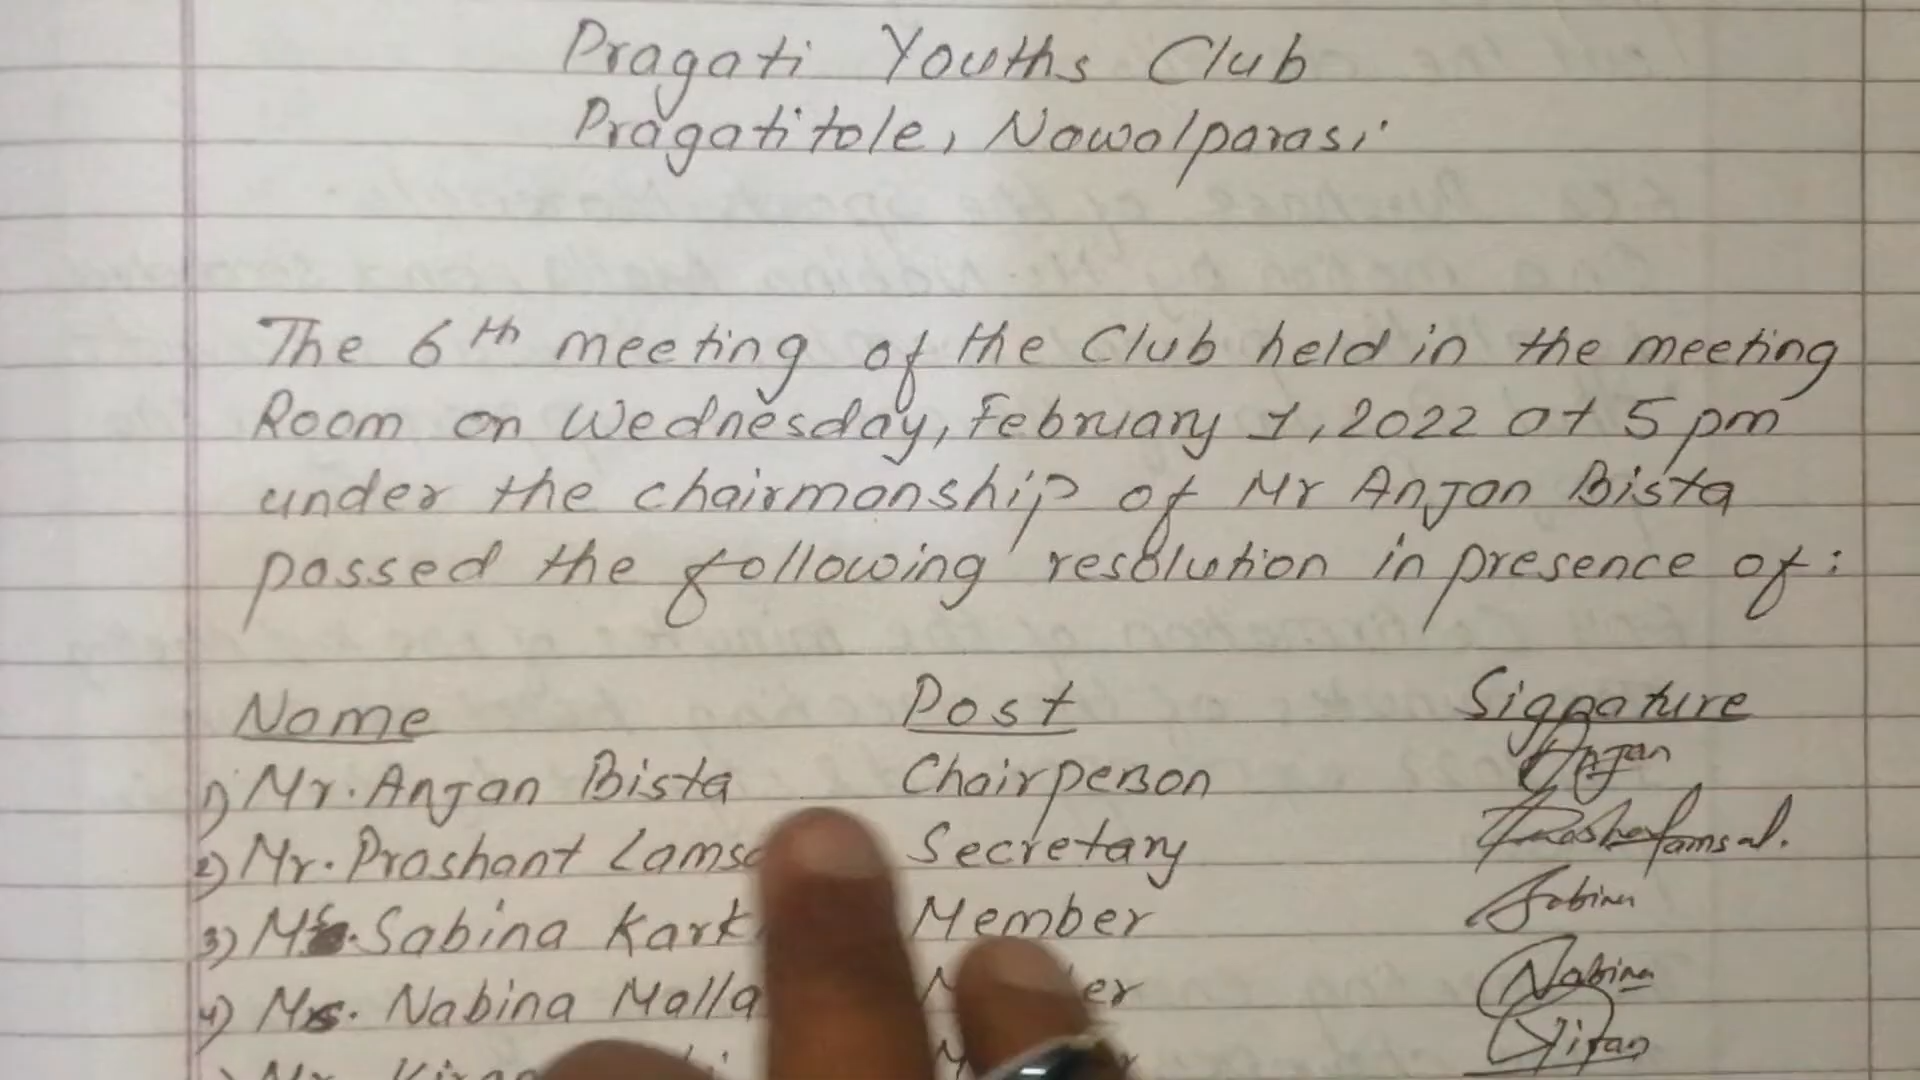 Pragati Youths Club
Pragatitole, Nawalparasi
The 6th meeting of the Club held in the meeting
Room on Wednesday, February 1, 2022 at 5 pm
under the chairmanship of Mr Anjan Bista
passed the following resolution in presence of:
Name Post Signature
1) Mr. Anjan Bista Chairperson Anjan
2) Mr. Prashant Secretary
3) Sabina Member Sabina
4) Nabina Malla Nabina
Mr. Kiran